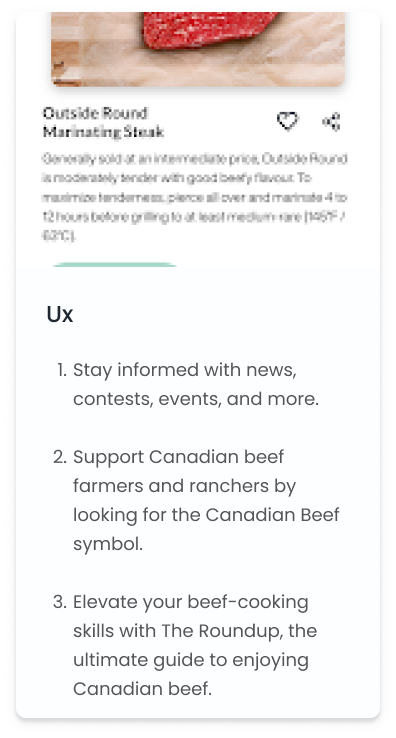 Outside Round
Marinating Steak
Generally sold at an intermediate price, Outside Round
is moderately tender with good beefy flavour. To
maximize tenderness, pierce all over and marinate 4 to
12 hours before grilling to at least medium-rare (145°F /
63°C).
Ux
1. Stay informed with news,
contests, events, and more.
2. Support Canadian beef
farmers and ranchers by
looking for the Canadian Beef
symbol.
3. Elevate your beef-cooking
skills with The Roundup, the
ultimate guide to enjoying
Canadian beef.